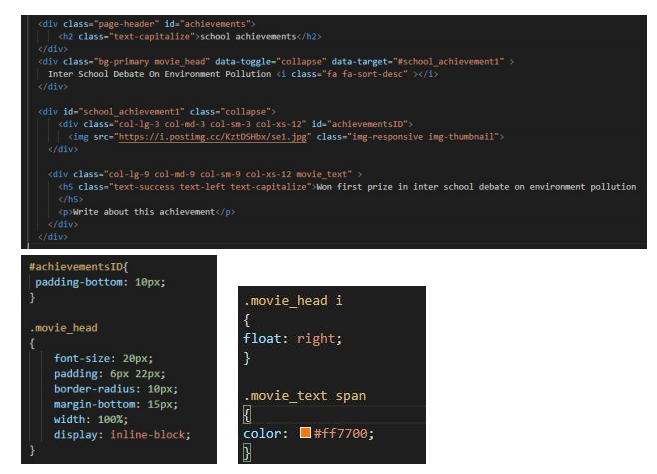 <div class="page-header" id="achievements">
<h2 class="text-capitalize">school achievements</h2>
</div>
<div class="bg-primary movie_head" data-toggle="collapse" data-target="#school_achievement1" >
Inter School Debate On Environment Pollution <i class="fa fa-sort-desc" ></i>
</div>
<div id="school_achievement1" class="collapse">
<div class="col-lg-3 col-md-3 col-sm-3 col-xs-12" id="achievementsID">
<img src="https://i.postimg.cc/KztDSHbx/se1.jpg" class="img-responsive img-thumbnail">
</div>
<div class="col-lg-9 col-md-9 col-sm-9 col-xs-12 movie_text" >
<h5 class="text-success text-left text-capitalize">Won first prize in inter school debate on environment pollution
</h5>
<p>Write about this achievement</p>
</div>
</div>
#achievementsID{
padding-bottom: 10px;
}
.movie_head
{
font-size: 20px;
padding: 6px 22px;
border-radius: 10px;
margin-bottom: 15px;
width: 100%;
display: inline-block;
}
.movie_head i
{
float: right;
}
.movie_text span
{
color: #ff7700;
}